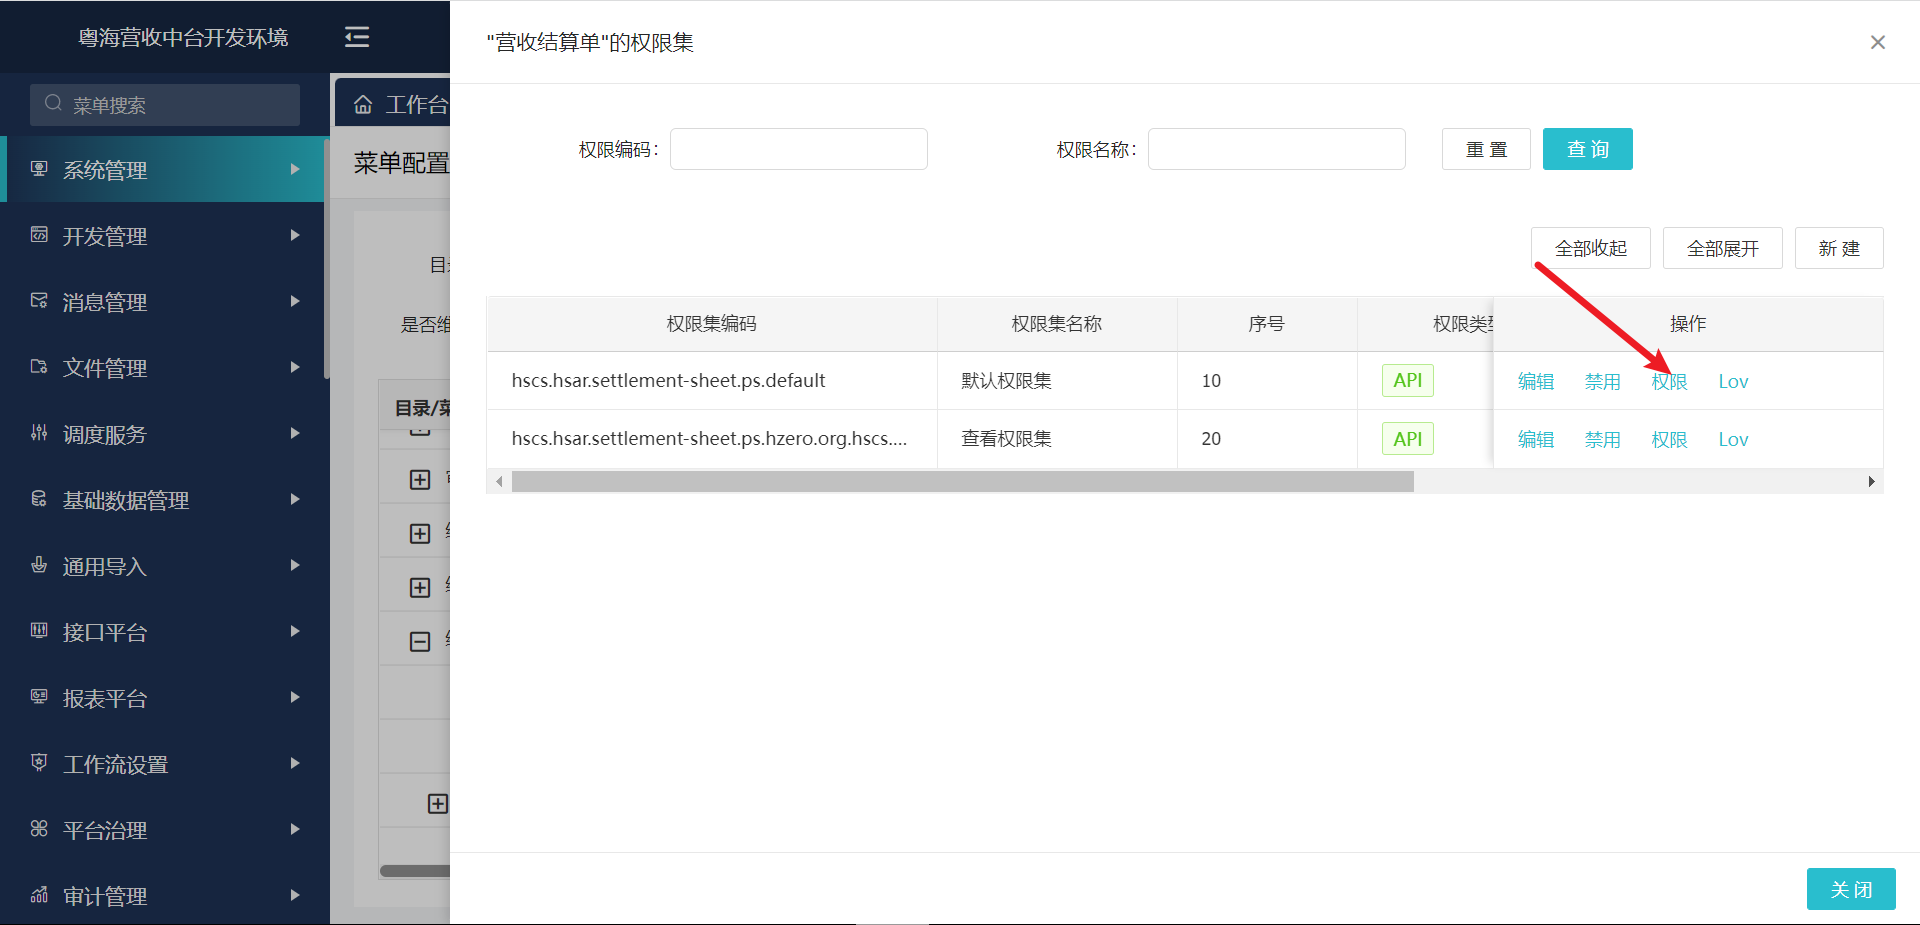 粤海营收中台开发环境
菜单搜索
系统管理
开发管理
消息管理
文件管理
调度服务
基础数据管理
通用导入
接口平台
报表平台
工作流设置
平台治理
审计管理
工作台
菜单配置
目
是否维
目录/菜
"营收结算单"的权限集
权限编码: 权限名称: 重 置 查 询
全部收起 全部展开 新 建
权限集编码 权限集名称 序号 权限类型 操作
hscs.hsar.settlement-sheet.ps.default 默认权限集 10 API 编辑 禁用 权限 Lov
hscs.hsar.settlement-sheet.ps.hzero.org.hscs.... 查看权限集 20 API 编辑 禁用 权限 Lov
关 闭